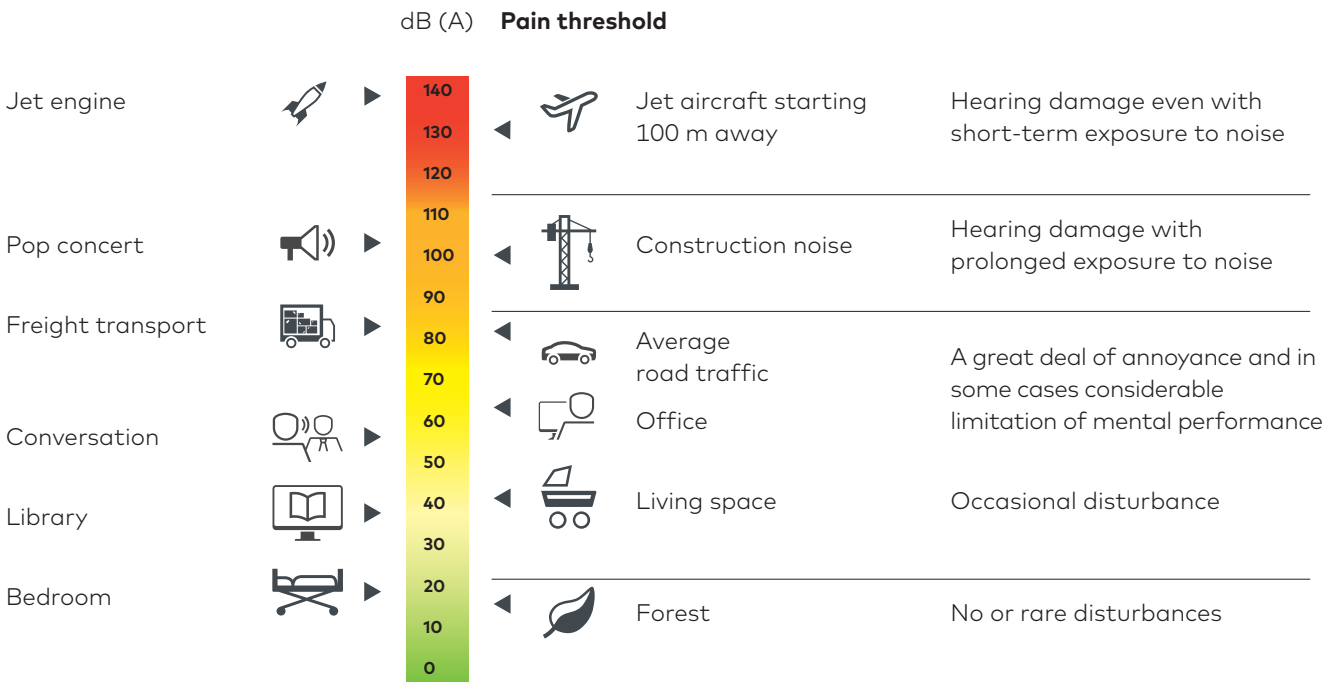 dB (A) Pain threshold
Jet engine
140
Jet aircraft starting
100 m away
Hearing damage even with
short-term exposure to noise
130
120
110
Pop concert
100
Construction noise
Hearing damage with
prolonged exposure to noise
90
Freight transport
80
Average
road traffic
A great deal of annoyance and in
some cases considerable
limitation of mental performance
70
60
Office
Conversation
50
40
Living space
Occasional disturbance
Library
30
20
Bedroom
Forest
No or rare disturbances
10
0